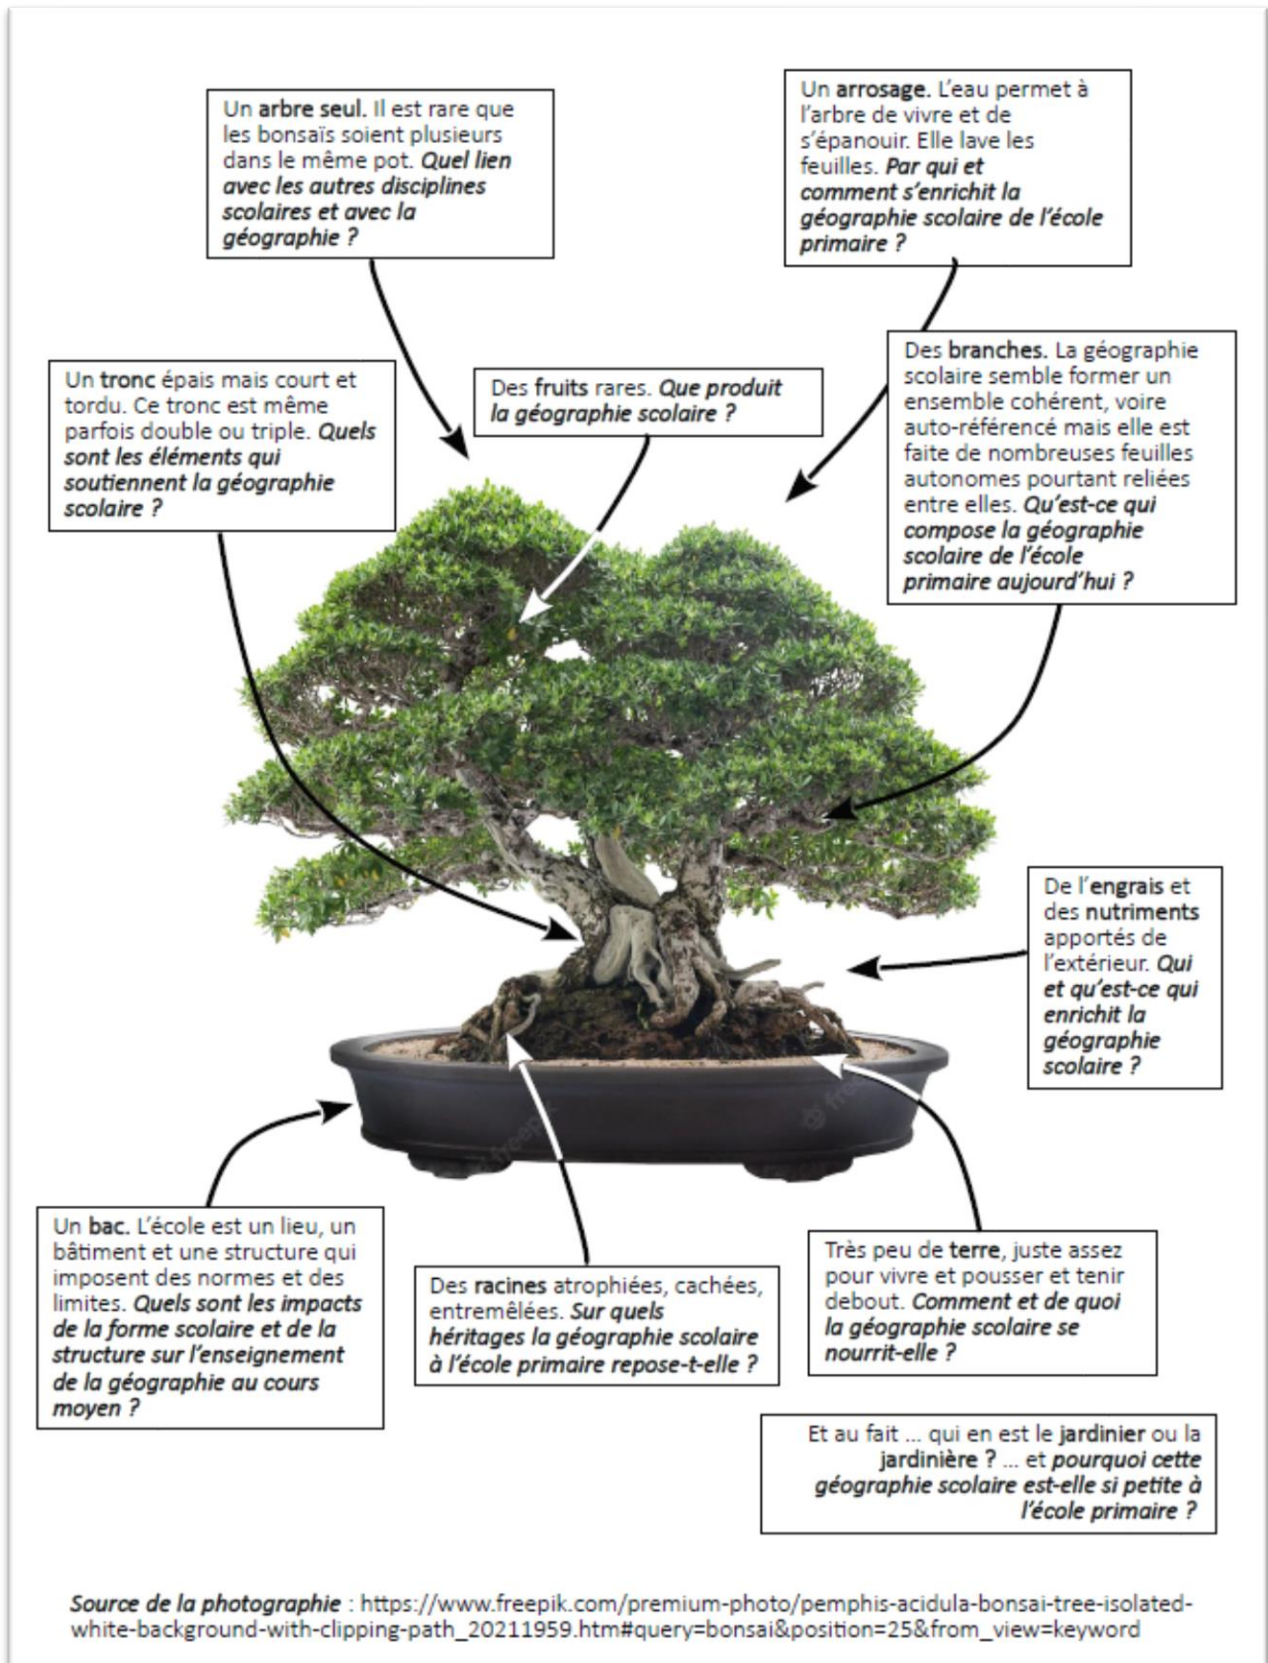 Un arbre seul. Il est rare que
les bonsaïs soient plusieurs
dans le même pot. Quel lien
avec les autres disciplines
scolaires et avec la
géographie ?
Un arrosage. L'eau permet à
l'arbre de vivre et de
s'épanouir. Elle lave les
feuilles. Par qui et
comment s'enrichit la
géographie scolaire de l'école
primaire ?
Un tronc épais mais court et
tordu. Ce tronc est même
parfois double ou triple. Quels
sont les éléments qui
soutiennent la géographie
scolaire ?
Des fruits rares. Que produit
la géographie scolaire ?
Des branches. La géographie
scolaire semble former un
ensemble cohérent, voire
auto-référencé mais elle est
faite de nombreuses feuilles
autonomes pourtant reliées
entre elles. Qu'est-ce qui
compose la géographie
scolaire de l'école
primaire aujourd'hui ?
De l'engrais et
des nutriments
apportés de
l'extérieur. Qui
et qu'est-ce qui
enrichit la
géographie
scolaire ?
Un bac. L'école est un lieu, un
bâtiment et une structure qui
imposent des normes et des
limites. Quels sont les impacts
de la forme scolaire et de la
structure sur l'enseignement
de la géographie au cours
moyen ?
Des racines atrophiées, cachées,
entremêlées. Sur quels
héritages la géographie scolaire
à l'école primaire repose-t-elle ?
Très peu de terre, juste assez
pour vivre et pousser et tenir
debout. Comment et de quoi
la géographie scolaire se
nourrit-elle ?
Et au fait ... qui en est le jardinier ou la
jardinière ? ... et pourquoi cette
géographie scolaire est-elle si petite à
l'école primaire ?
Source de la photographie : https://www.freepik.com/premium-photo/pemphis-acidula-bonsai-tree-isolated-
white-background-with-clipping-path_20211959.htm#query=bonsai&position=25&from_view=keyword